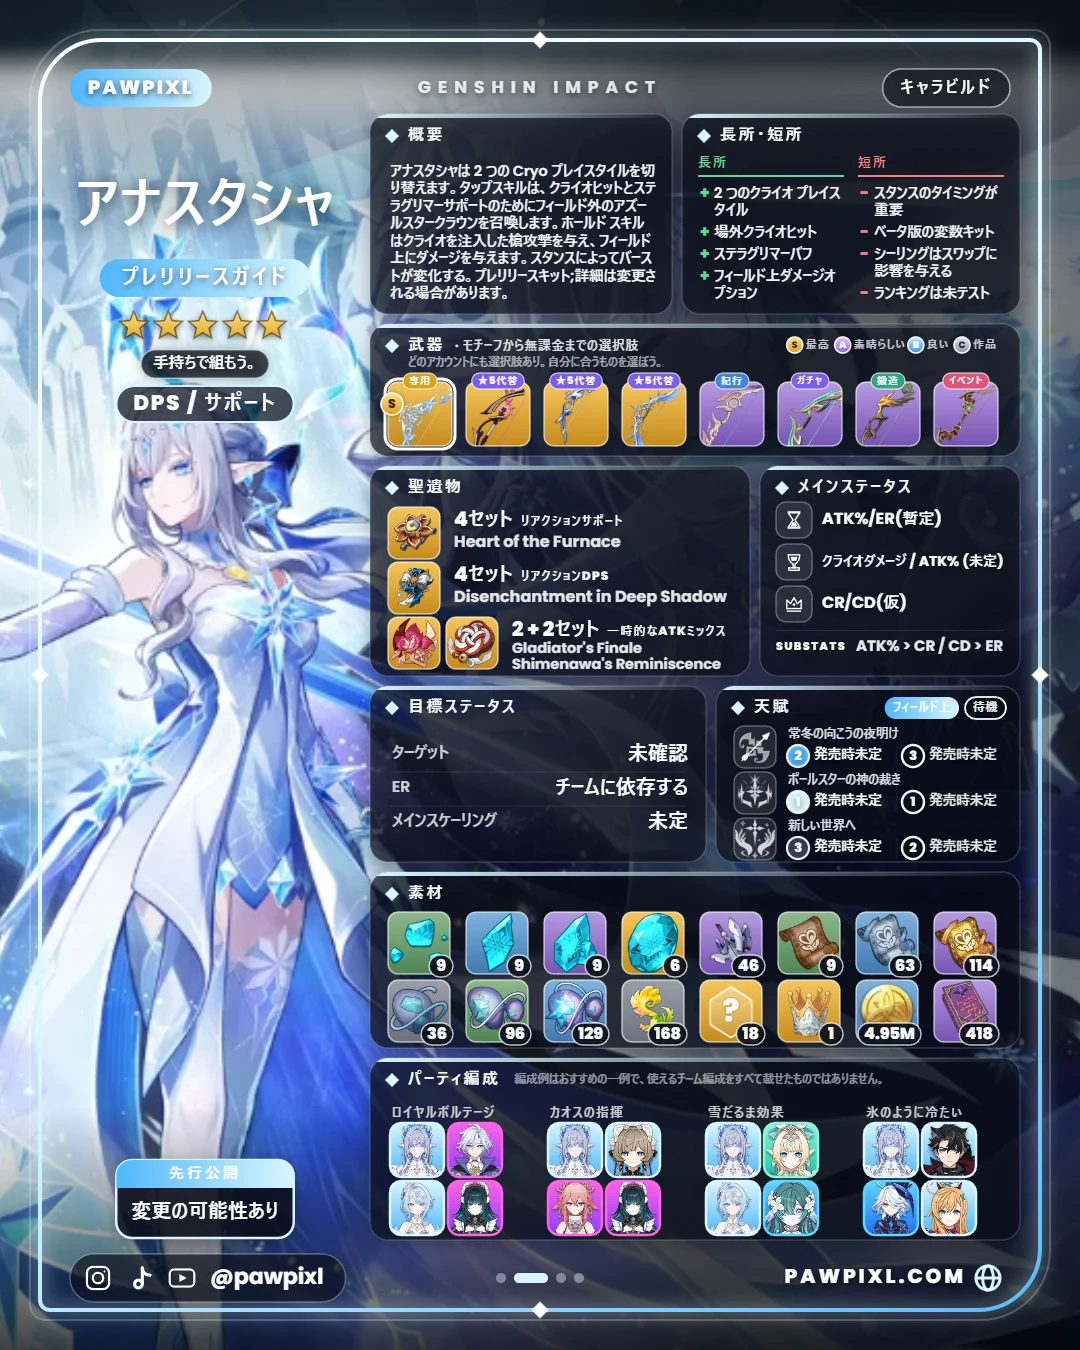 PAWPIXL
GENSHIN IMPACT
キャラビルド
アナスタシャ
プレリリースガイド
手持ちで組もう。
DPS / サポート
概要
アナスタシャは 2 つの Cryo プレイスタイルを切
り替えます。タップスキルは、クライオヒットとステ
ラグリマーサポートのためにフィールド外のアズー
ルスタークラウンを召喚します。ホールド スキル
はクライオを注入した槍攻撃を与え、フィールド
上にダメージを与えます。スタンスによってバース
トが変化する。プレリリースキット;詳細は変更さ
れる場合があります。
長所・短所
長所
+ 2 つのクライオ プレイス
タイル
+ 場外クライオヒット
+ ステラグリマーバフ
+ フィールド上ダメージオ
プション
短所
- スタンスのタイミングが
重要
- ベータ版の変数キット
- シーリングはスワップに
影響を与える
- ランキングは未テスト
武器 ・モチーフから無課金までの選択肢
S 最高 A 素晴らしい B 良い C 作品
どのアカウントにも選択肢あり。自分に合うものを選ぼう。
専用 ★5代替 ★5代替 ★5代替 紀行 ガチャ 鍛造 イベント
S
聖遺物
4セット リアクションサポート
Heart of the Furnace
4セット リアクションDPS
Disenchantment in Deep Shadow
2+2セット 一時的なATKミックス
Gladiator's Finale
Shimenawa's Reminiscence
メインステータス
ATK%/ER(暫定)
クライオダメージ / ATK% (未定)
CR/CD(仮)
SUBSTATS ATK% > CR / CD > ER
目標ステータス
ターゲット 未確認
ER チームに依存する
メインスケーリング 未定
天賦 フィールド上 待機
常冬の向こうの夜明け
2 発売時未定 3 発売時未定
ポールスターの神の裁き
1 発売時未定 1 発売時未定
新しい世界へ
3 発売時未定 2 発売時未定
素材
9 9 9 6 46 9 63 114
36 96 129 168 ? 18 1 4.95M 418
パーティ編成 編成例はおすすめの一例で、使えるチーム編成をすべて載せたものではありません。
ロイヤルボルテージ カオスの指揮 雪だるま効果 氷のように冷たい
先行公開
変更の可能性あり
@pawpixl
PAWPIXL.COM